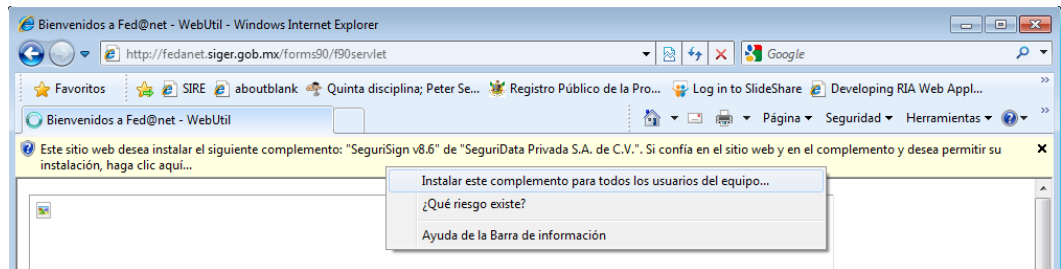 Bienvenidos a Fed@net - WebUtil - Windows Internet Explorer
http://fedanet.siger.gob.mx/forms90/f90servlet
Google
Favoritos SIRE aboutblank Quinta disciplina; Peter Se... Registro Público de la Pro... Log in to SlideShare Developing RIA Web Appl... »
Bienvenidos a Fed@net - WebUtil
Página Seguridad Herramientas »
Este sitio web desea instalar el siguiente complemento: "SeguriSign v8.6" de "SeguriData Privada S.A. de C.V.". Si confía en el sitio web y en el complemento y desea permitir su
instalación, haga clic aquí...
Instalar este complemento para todos los usuarios del equipo...
¿Qué riesgo existe?
Ayuda de la Barra de información